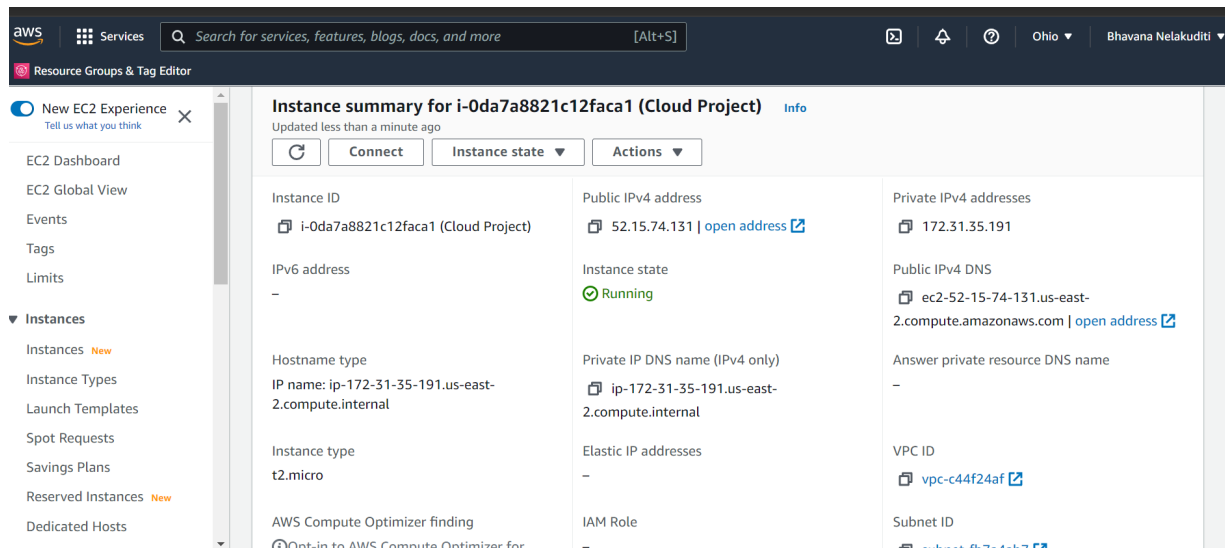 aws
Services
Search for services, features, blogs, docs, and more
[Alt+S]
Ohio
Bhavana Nelakuditi
Resource Groups & Tag Editor
New EC2 Experience
Tell us what you think
EC2 Dashboard
EC2 Global View
Events
Tags
Limits
Instances
Instances New
Instance Types
Launch Templates
Spot Requests
Savings Plans
Reserved Instances New
Dedicated Hosts
Instance summary for i-0da7a8821c12faca1 (Cloud Project) Info
Updated less than a minute ago
Connect
Instance state
Actions
Instance ID
i-0da7a8821c12faca1 (Cloud Project)
Public IPv4 address
52.15.74.131 | open address
Private IPv4 addresses
172.31.35.191
IPv6 address
–
Instance state
Running
Public IPv4 DNS
ec2-52-15-74-131.us-east-
2.compute.amazonaws.com | open address
Hostname type
IP name: ip-172-31-35-191.us-east-
2.compute.internal
Private IP DNS name (IPv4 only)
ip-172-31-35-191.us-east-
2.compute.internal
Answer private resource DNS name
–
Instance type
t2.micro
Elastic IP addresses
–
VPC ID
vpc-c44f24af
AWS Compute Optimizer finding
Opt-in to AWS Compute Optimizer for
IAM Role
–
Subnet ID